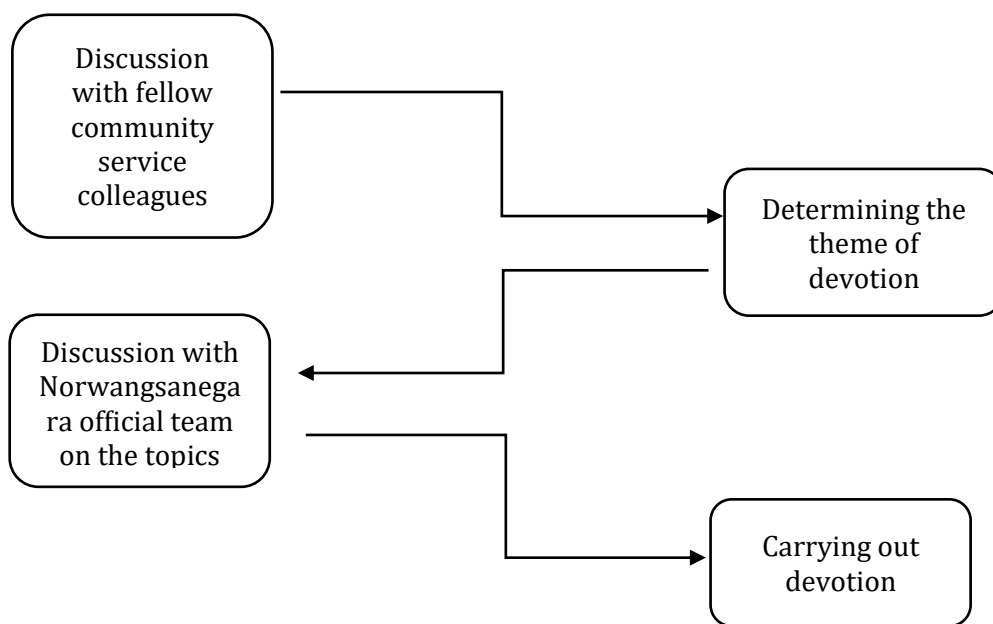 Discussion
with fellow
community
service
colleagues
Determining the
theme of
devotion
Discussion with
Norwangsanega
ra official team
on the topics
Carrying out
devotion